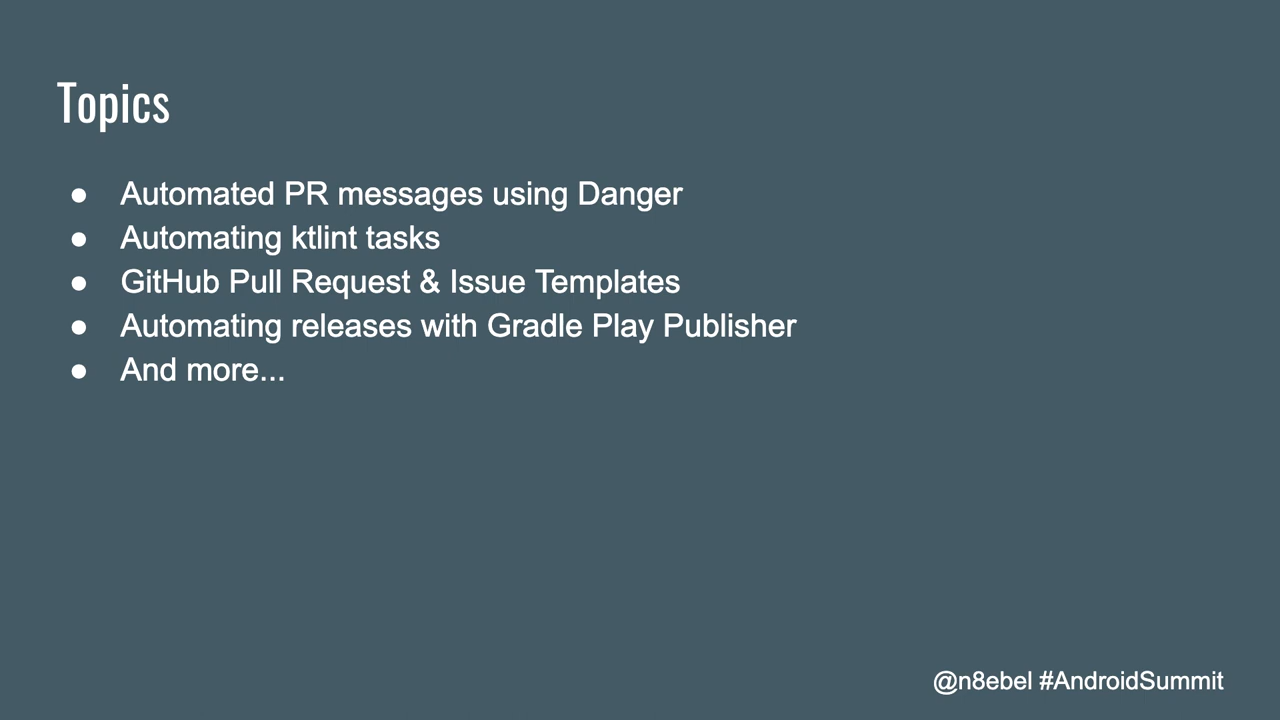 Topics
● Automated PR messages using Danger
● Automating ktlint tasks
● GitHub Pull Request & Issue Templates
● Automating releases with Gradle Play Publisher
● And more...
@n8ebel #AndroidSummit